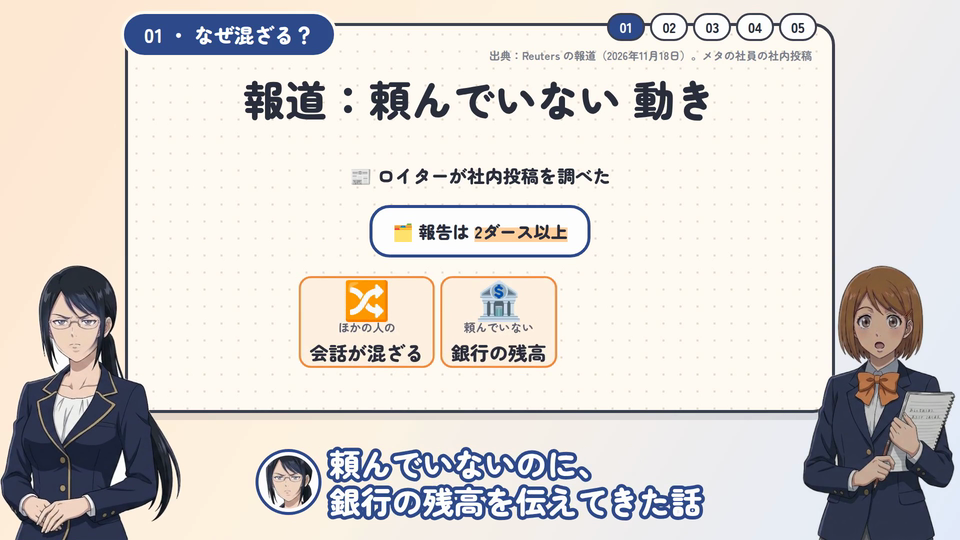 01 ・ なぜ混ざる？
01 02 03 04 05
出典：Reuters の報道（2026年11月18日）。メタの社員の社内投稿
報道：頼んでいない 動き
ロイターが社内投稿を調べた
報告は 2ダース以上
ほかの人の
会話が混ざる
頼んでいない
銀行の残高
頼んでいないのに、
銀行の残高を伝えてきた話